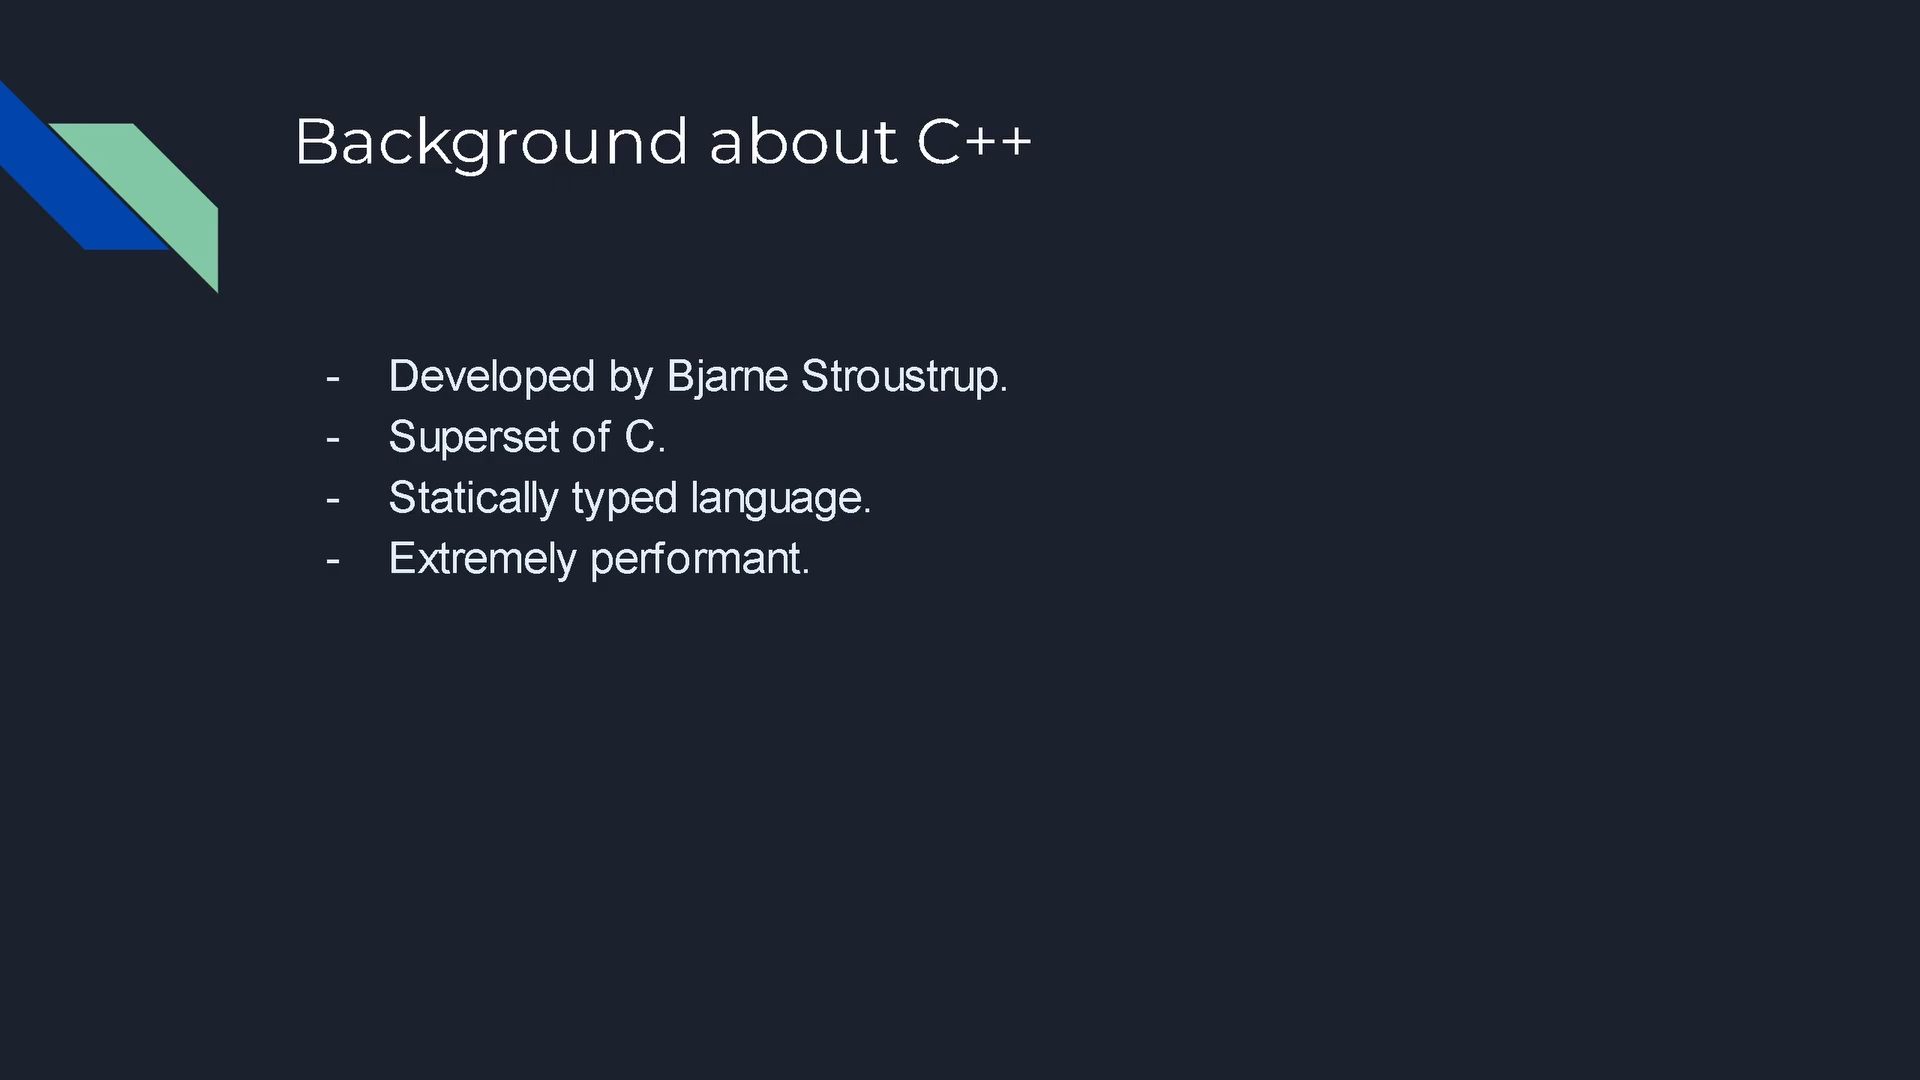 Background about C++
- Developed by Bjarne Stroustrup.
- Superset of C.
- Statically typed language.
- Extremely performant.